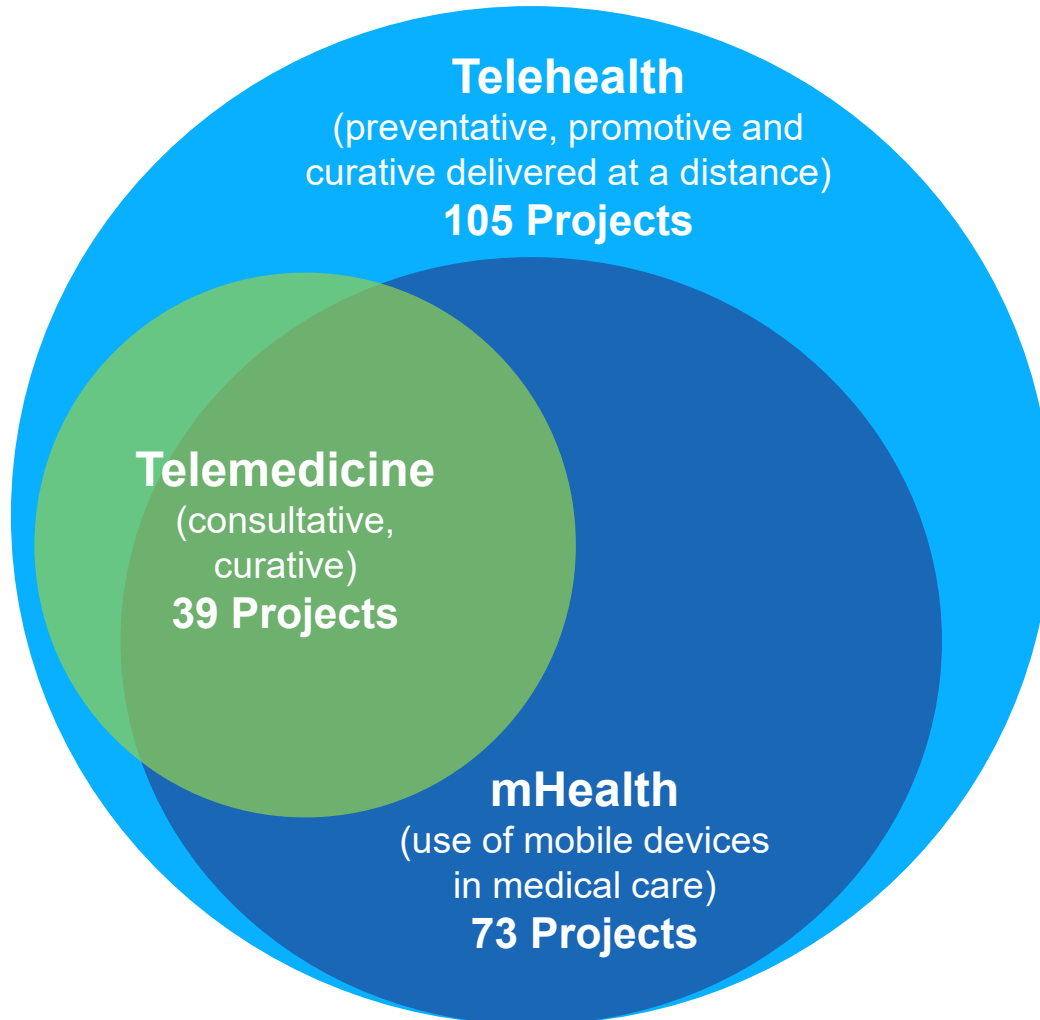 Telehealth
(preventative, promotive and
curative delivered at a distance)
105 Projects
Telemedicine
(consultative,
curative)
39 Projects
mHealth
(use of mobile devices
in medical care)
73 Projects